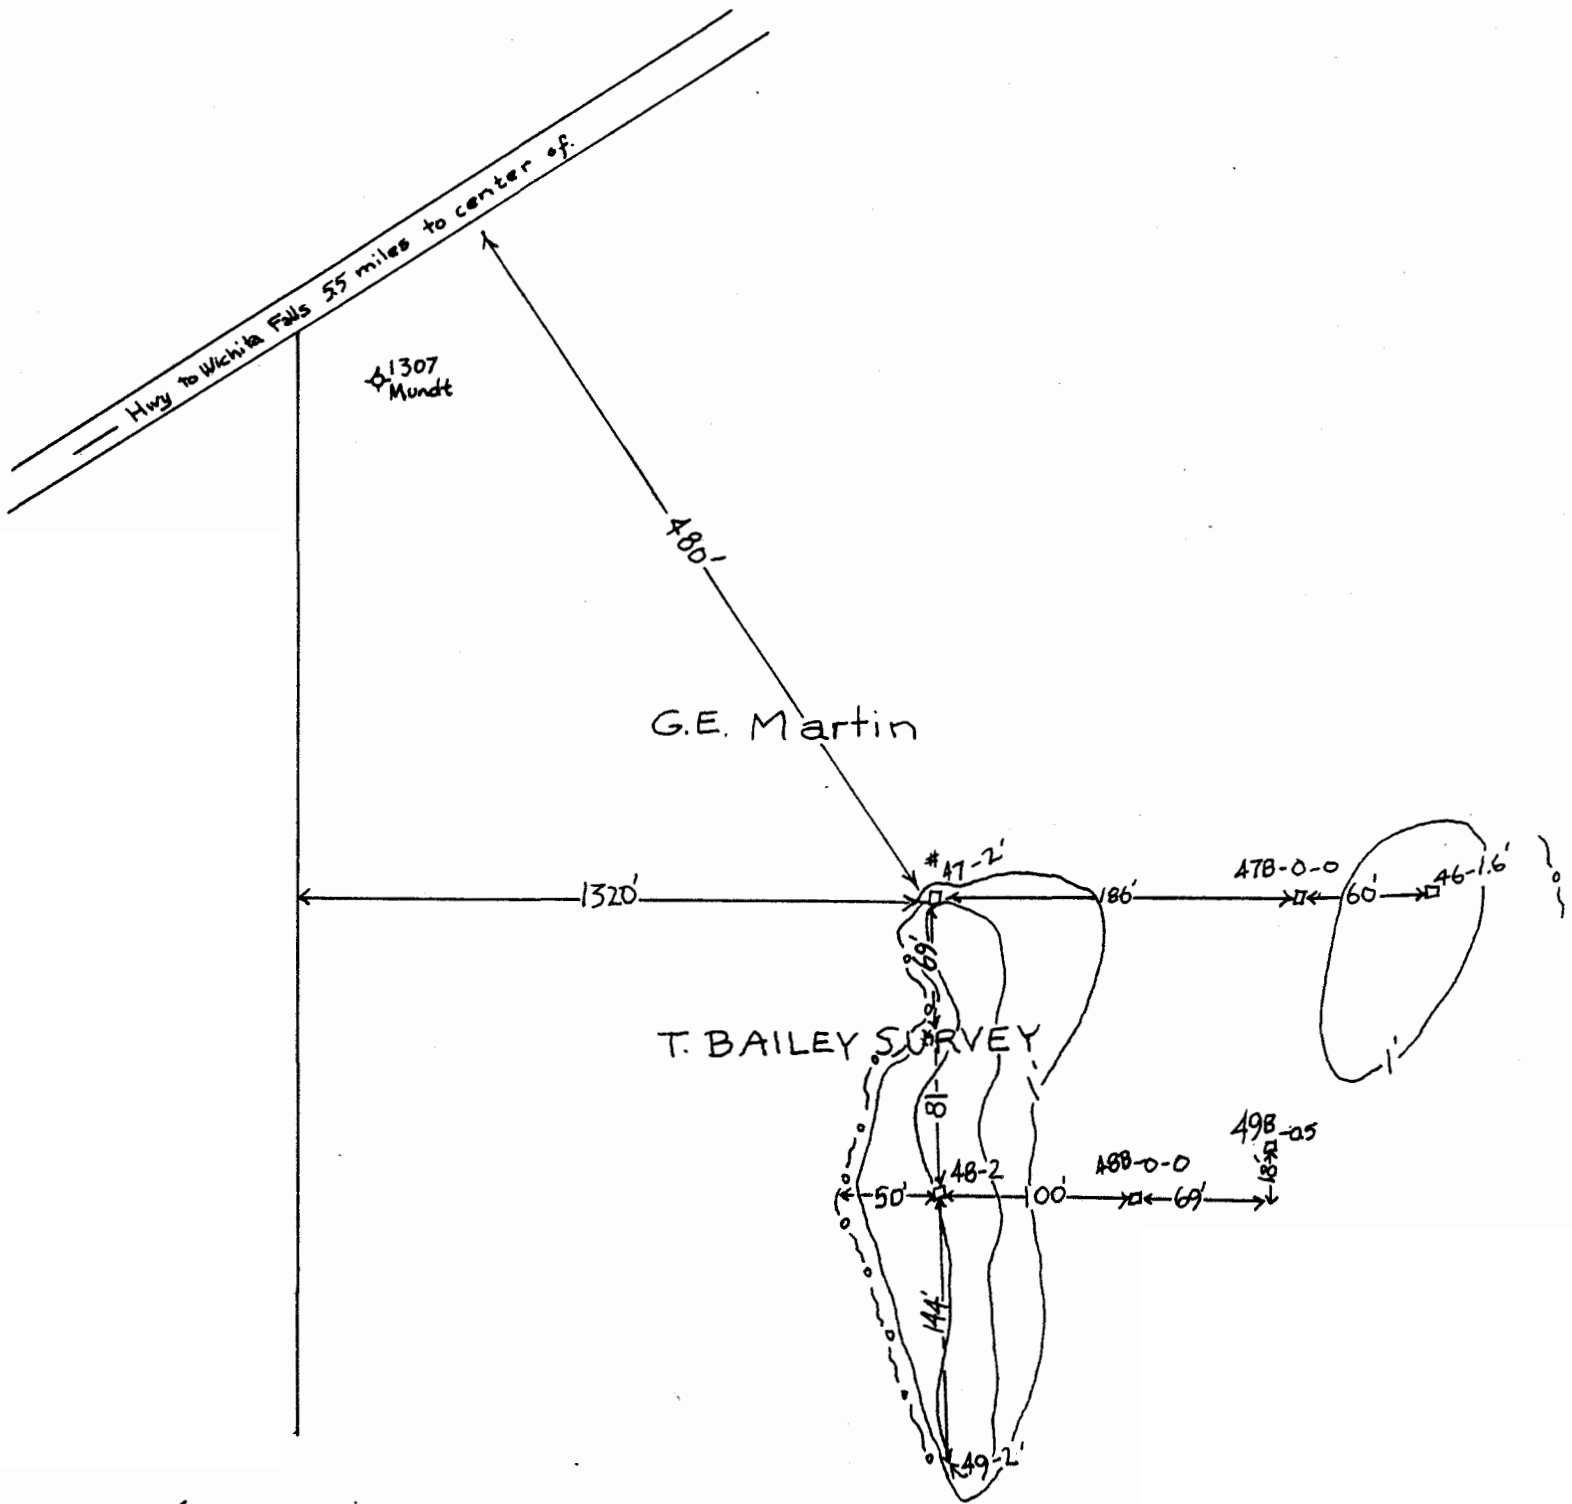 Hwy to Wichita Falls 55 miles to center of.
1307
Mundt
480'
G.E. Martin
#47-2'
1320'
186'
47B-0-0
60'
46-1.6'
69'
T. BAILEY SURVEY
1'
1'
81'
49B-0.5
18'
48-2
48B-0-0
50'
100'
69'
144'
49-2'